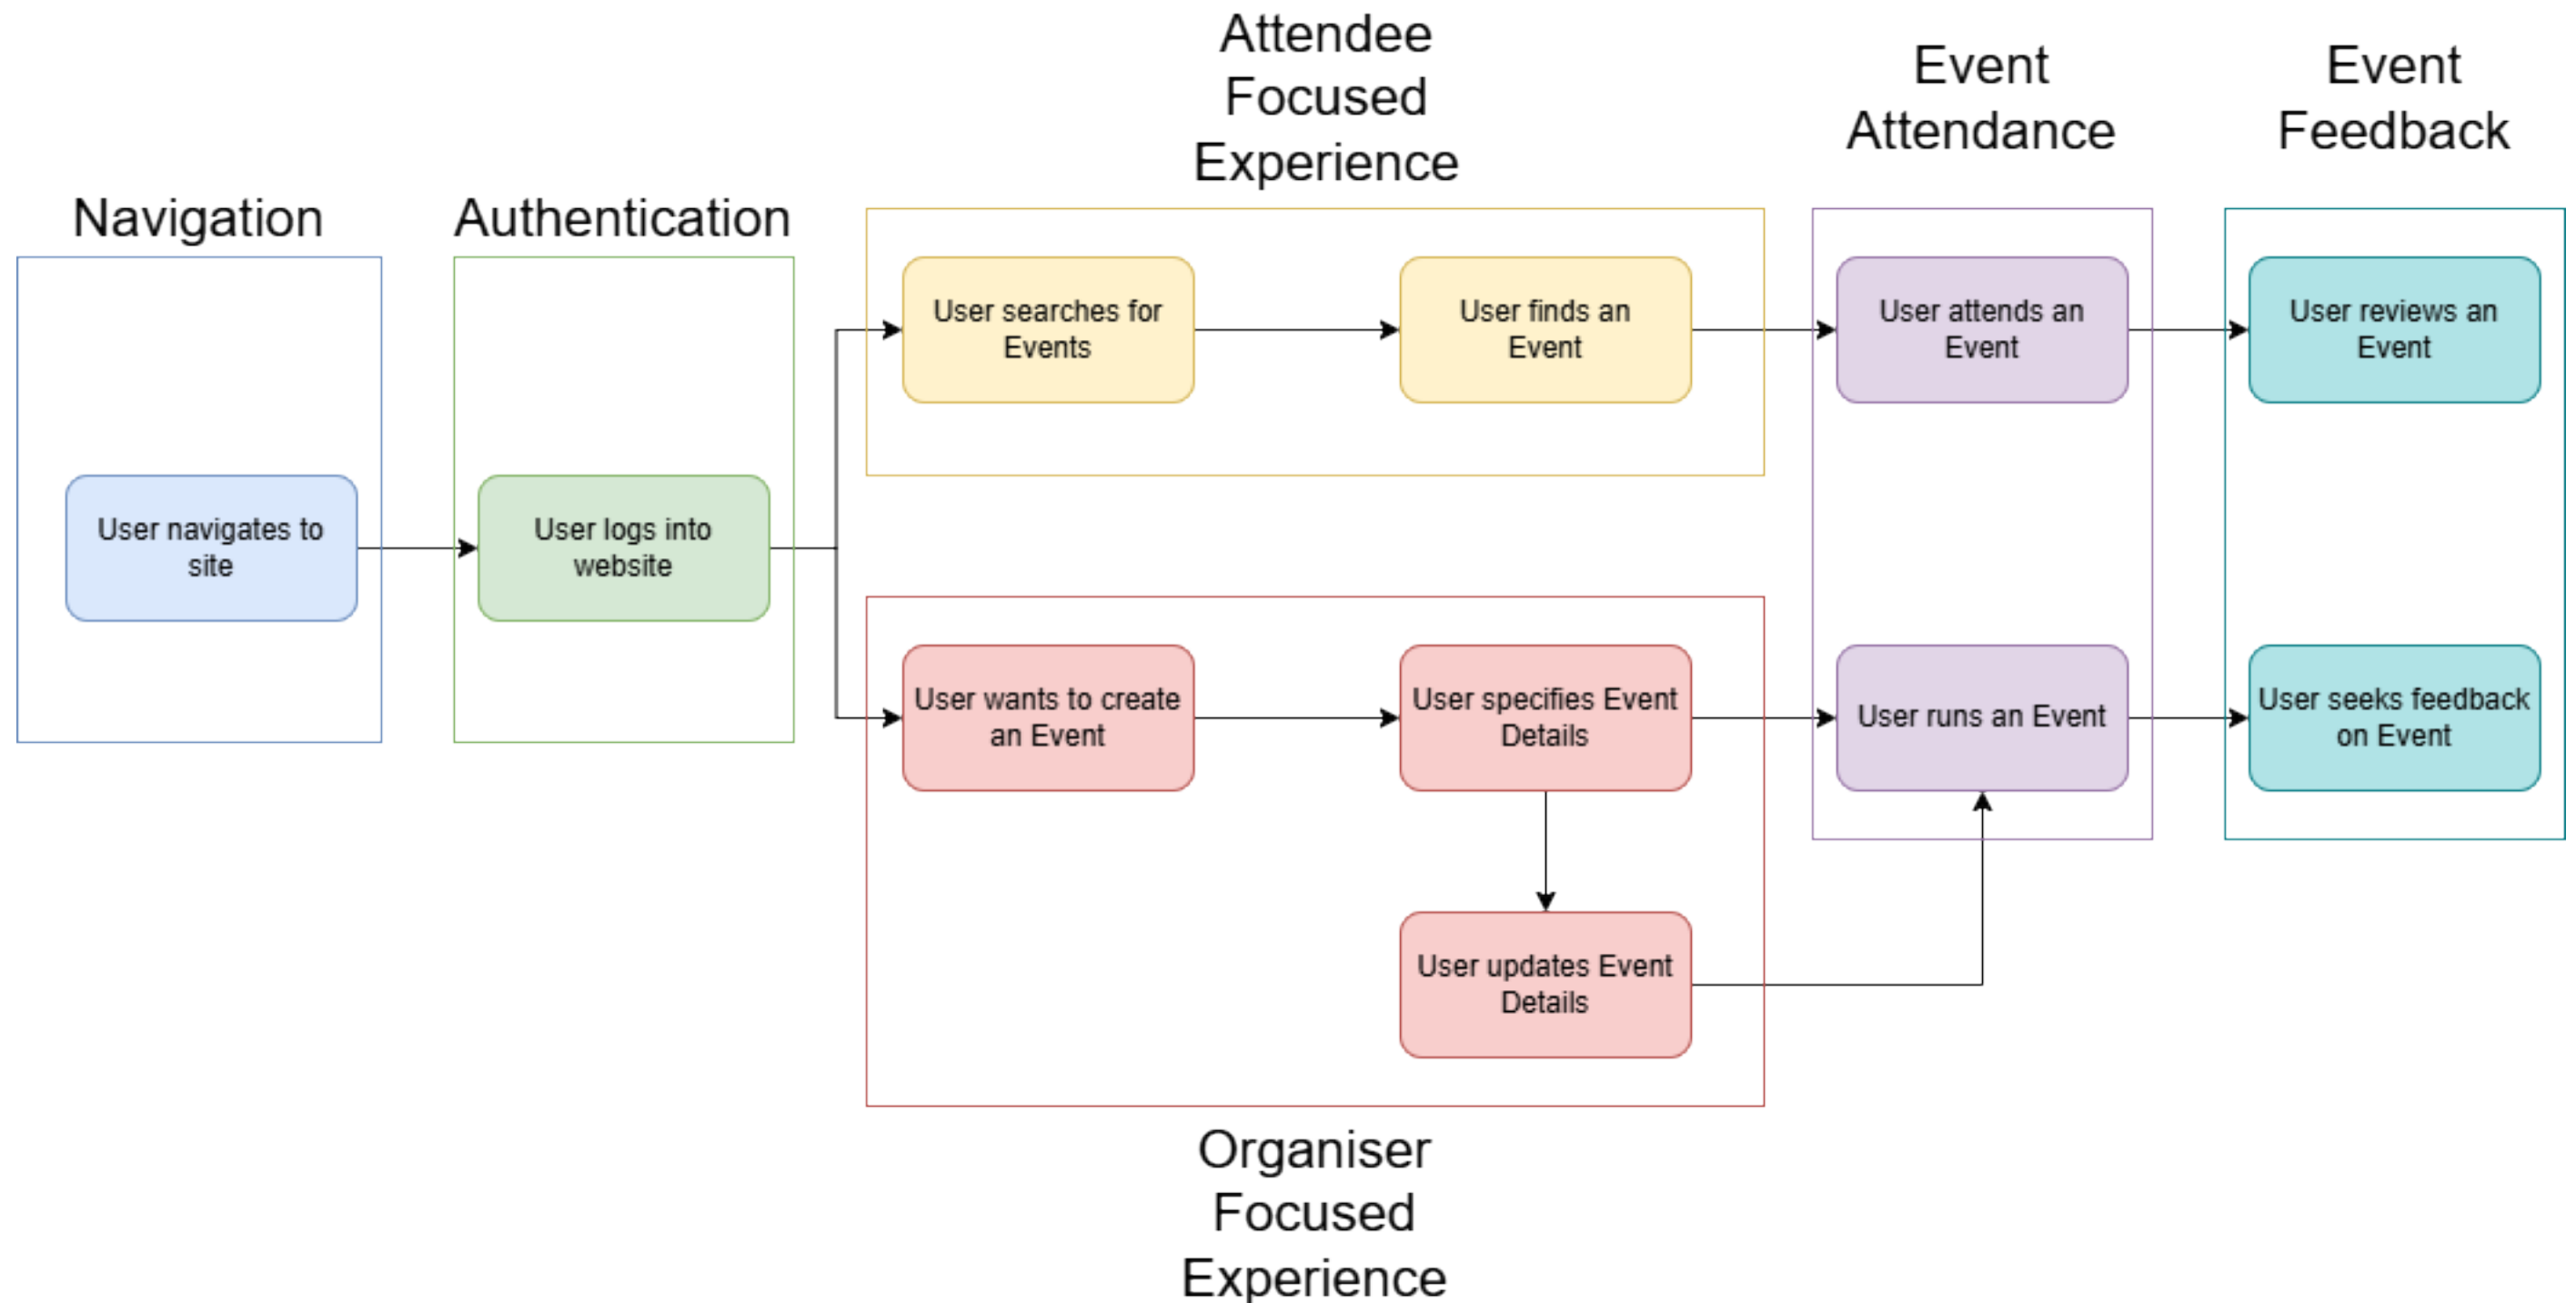 Attendee
Focused
Experience
Event
Attendance
Event
Feedback
Navigation
Authentication
User searches for
Events
User finds an
Event
User attends an
Event
User reviews an
Event
User navigates to
site
User logs into
website
User wants to create
an Event
User specifies Event
Details
User runs an Event
User seeks feedback
on Event
User updates Event
Details
Organiser
Focused
Experience